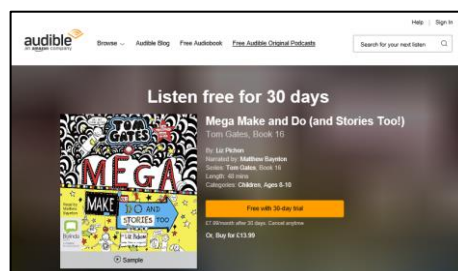 Help | Sign In
audible
an amazon company
Browse Audible Blog Free Audiobook Free Audible Original Podcasts
Search for your next listen
Listen free for 30 days
Mega Make and Do (and Stories Too!)
Tom Gates, Book 16
By: Liz Pichon
Narrated by: Matthew Baynton
Series: Tom Gates, Book 16
Length: 48 mins
Categories: Children, Ages 8-10
Free with 30-day trial
£7.99/month after 30 days. Cancel anytime
Or, Buy for £13.99
TOM
GATES
MEGA
MAKE
DO AND
STORIES TOO
Sample